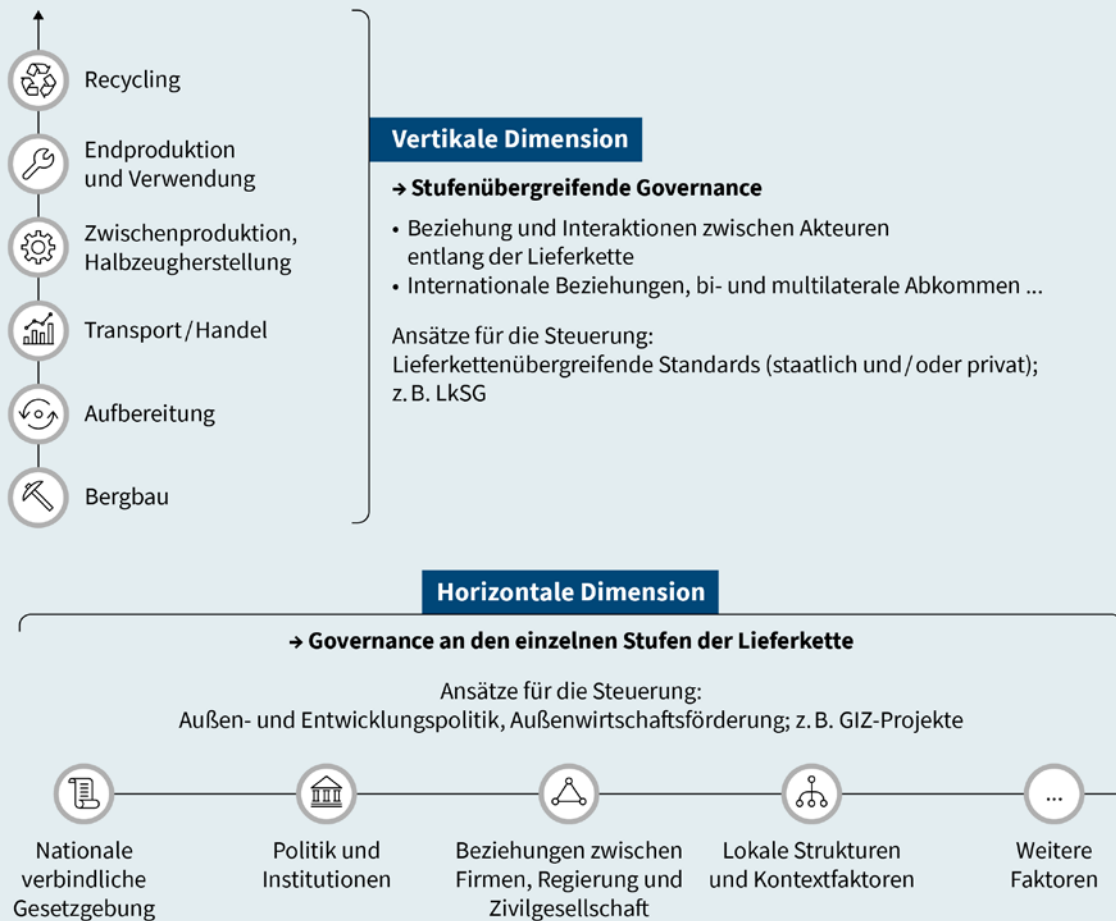 Recycling
Endproduktion
und Verwendung
Zwischenproduktion,
Halbzeugherstellung
Transport/Handel
Aufbereitung
Bergbau
Vertikale Dimension
→ Stufenübergreifende Governance
• Beziehung und Interaktionen zwischen Akteuren
entlang der Lieferkette
• Internationale Beziehungen, bi- und multilaterale Abkommen ...
Ansätze für die Steuerung:
Lieferkettenübergreifende Standards (staatlich und/oder privat);
z. B. LkSG
Horizontale Dimension
→ Governance an den einzelnen Stufen der Lieferkette
Ansätze für die Steuerung:
Außen- und Entwicklungspolitik, Außenwirtschaftsförderung; z. B. GIZ-Projekte
Nationale
verbindliche
Gesetzgebung
Politik und
Institutionen
Beziehungen zwischen
Firmen, Regierung und
Zivilgesellschaft
Lokale Strukturen
und Kontextfaktoren
...
Weitere
Faktoren